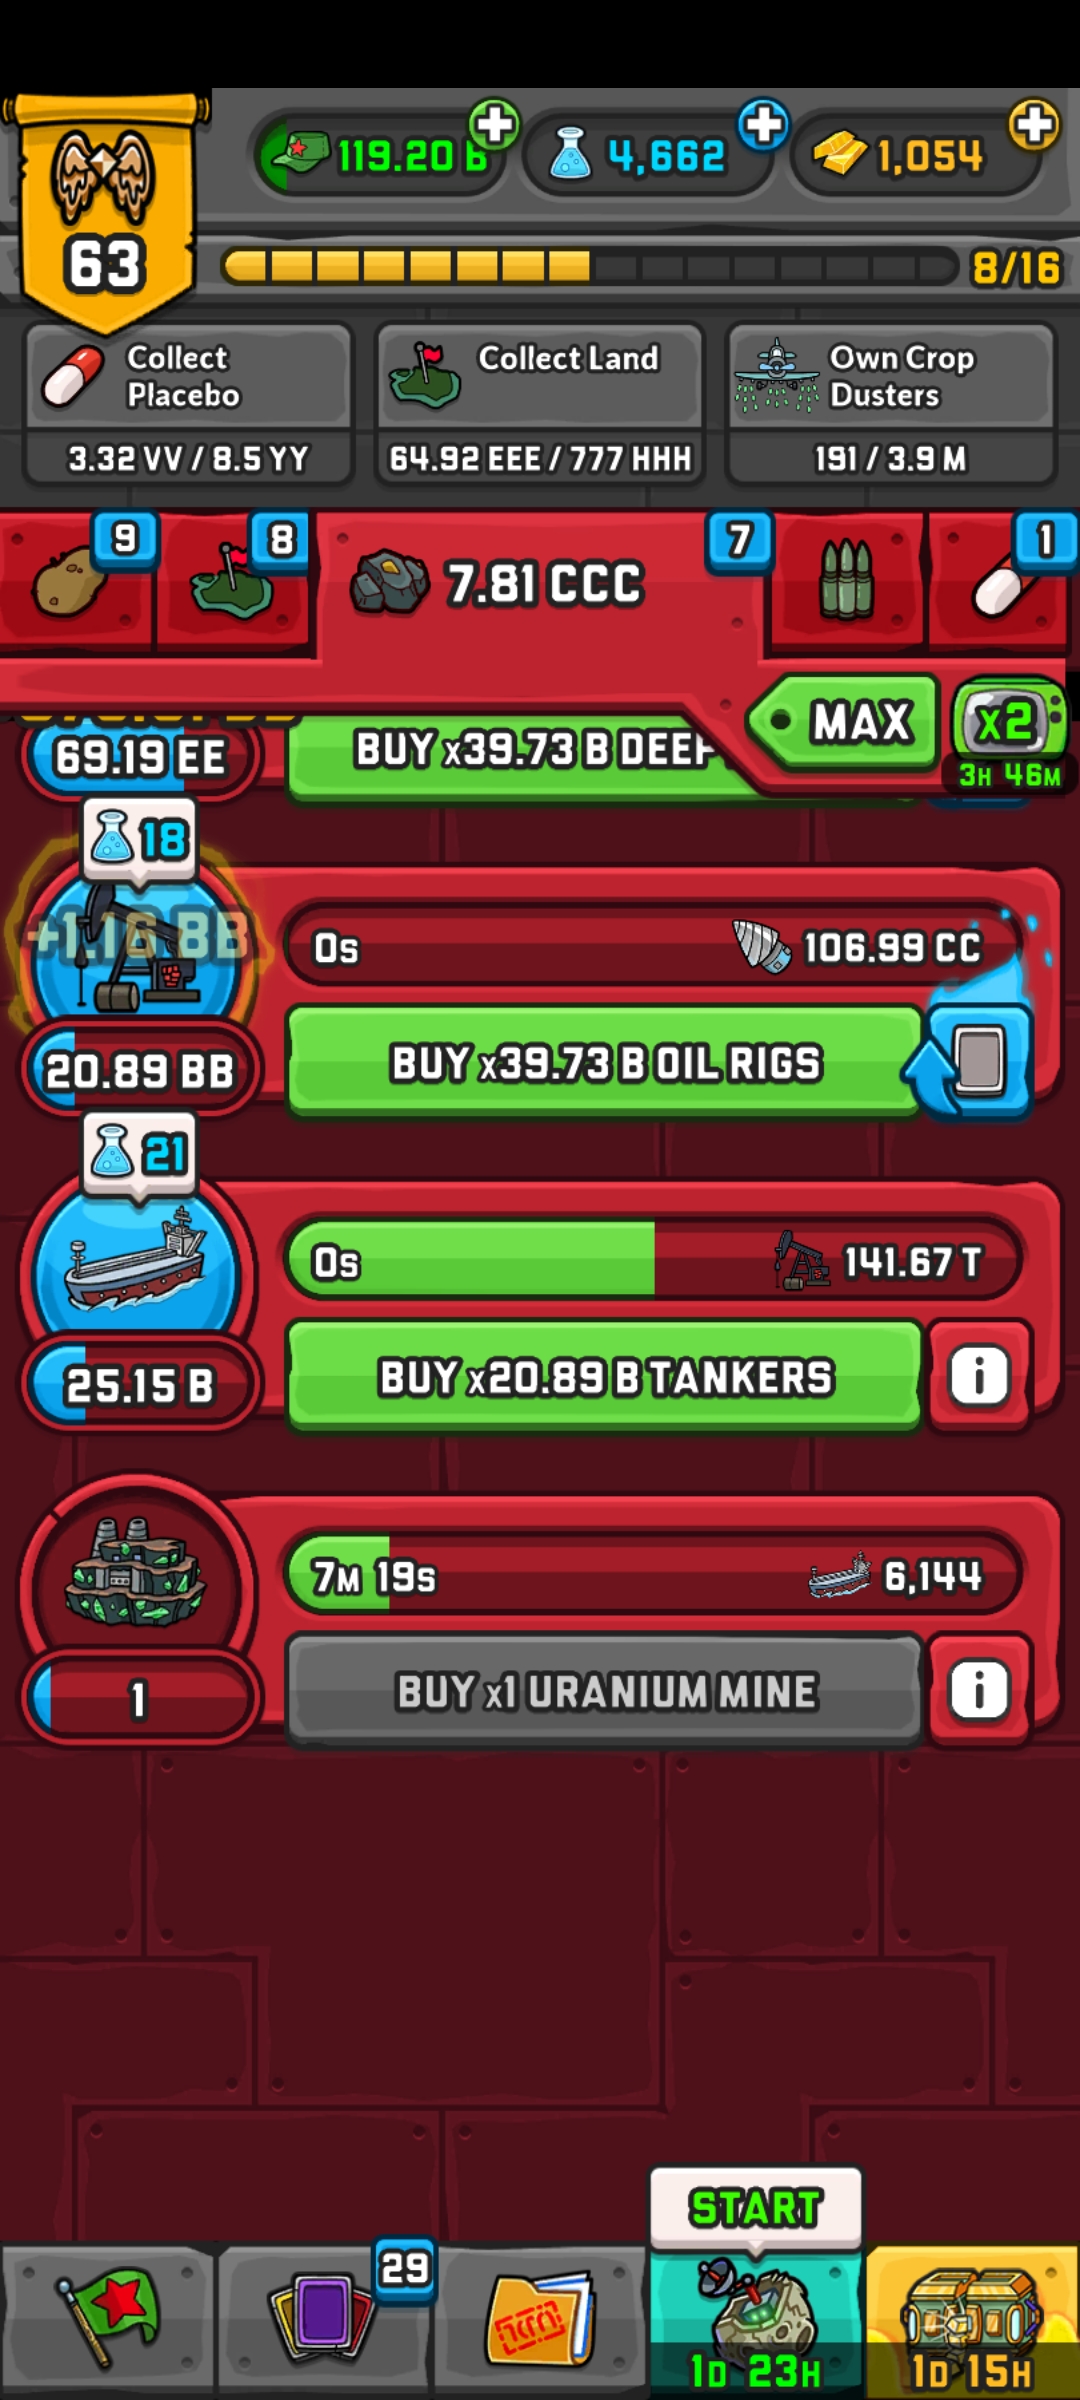 119.20 B
4,662
1,054
63
8/16
Collect
Placebo
3.32 VV / 8.5 YY
Collect Land
64.92 EEE / 777 HHH
Own Crop
Dusters
191 / 3.9 M
9
8
7.81 CCC
7
1
MAX
x2
3H 46M
69.19 EE
BUY x39.73 B DEEP
18
+1.16 BB
0s
106.99 CC
20.89 BB
BUY x39.73 B OIL RIGS
21
0s
141.67 T
25.15 B
BUY x20.89 B TANKERS
i
7M 19s
6,144
1
BUY x1 URANIUM MINE
i
START
29
1D 23H
1D 15H